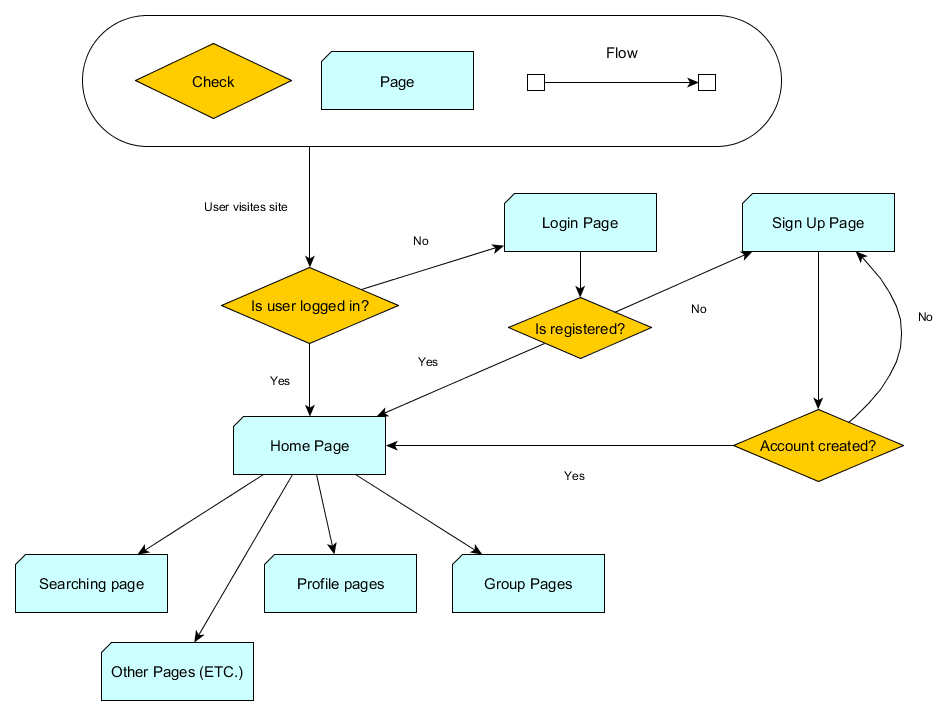 Flow
Check
Page
User visites site
Login Page
Sign Up Page
No
Is user logged in?
No
No
Is registered?
Yes
Yes
Home Page
Account created?
Yes
Searching page
Profile pages
Group Pages
Other Pages (ETC.)